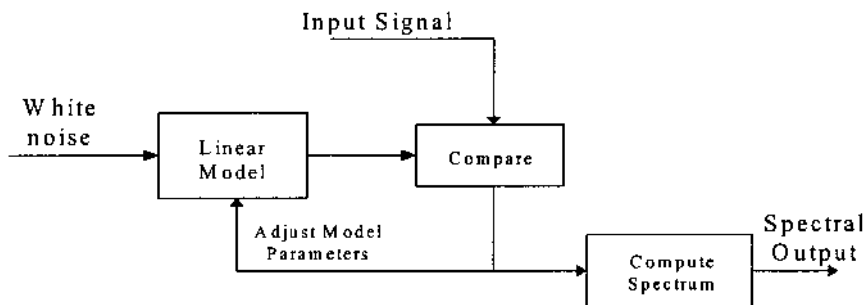 Input Signal
White
noise
Linear
Model
Compare
Adjust Model
Parameters
Spectral
Output
Compute
Spectrum